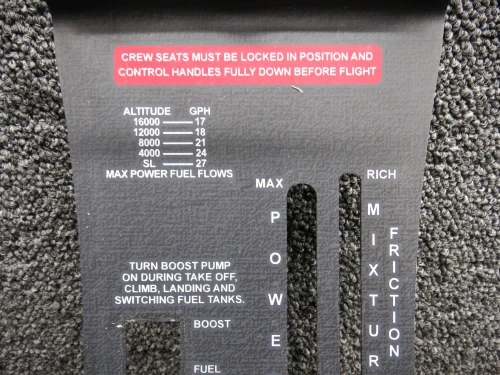 CREW SEATS MUST BE LOCKED IN POSITION AND
CONTROL HANDLES FULLY DOWN BEFORE FLIGHT
ALTITUDE GPH
16000 17
12000 18
8000 21
4000 24
SL 27
MAX POWER FUEL FLOWS
MAX
RICH
POWE
MIXTUR
FRICTION
TURN BOOST PUMP
ON DURING TAKE OFF,
CLIMB, LANDING AND
SWITCHING FUEL TANKS.
BOOST
FUEL